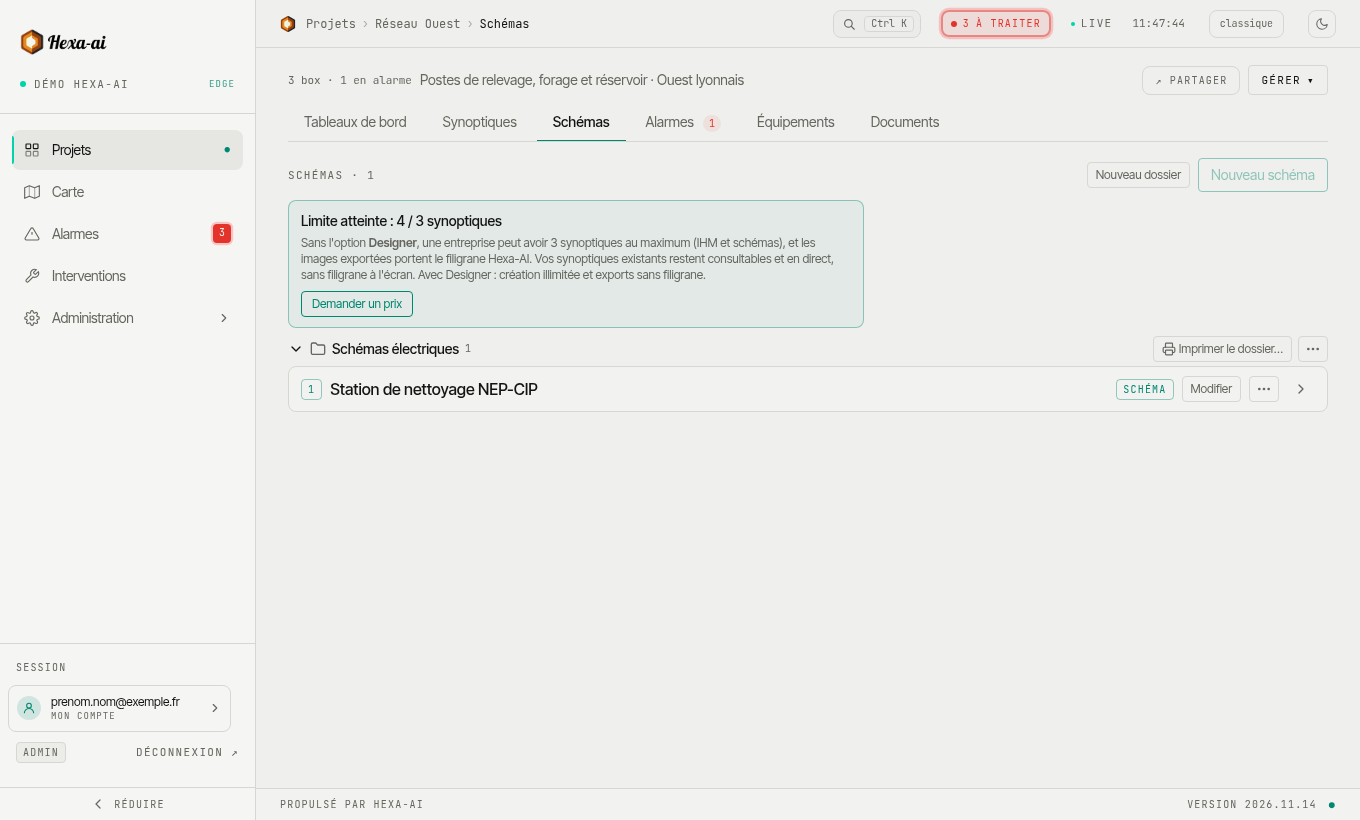 Hexa-ai
DÉMO HEXA-AI
EDGE
Projets
Carte
Alarmes
3
Interventions
Administration
SESSION
prenom.nom@exemple.fr
MON COMPTE
ADMIN
DÉCONNEXION ↗
RÉDUIRE
Projets › Réseau Ouest › Schémas
Ctrl K
3 À TRAITER
LIVE
11:47:44
classique
3 box · 1 en alarme
Postes de relevage, forage et réservoir · Ouest lyonnais
↗ PARTAGER
GÉRER ▾
Tableaux de bord
Synoptiques
Schémas
Alarmes 1
Équipements
Documents
SCHÉMAS · 1
Nouveau dossier
Nouveau schéma
Limite atteinte : 4 / 3 synoptiques
Sans l'option Designer, une entreprise peut avoir 3 synoptiques au maximum (IHM et schémas), et les
images exportées portent le filigrane Hexa-AI. Vos synoptiques existants restent consultables et en direct,
sans filigrane à l'écran. Avec Designer : création illimitée et exports sans filigrane.
Demander un prix
Schémas électriques 1
Imprimer le dossier…
1
Station de nettoyage NEP-CIP
SCHÉMA
Modifier
PROPULSÉ PAR HEXA-AI
VERSION 2026.11.14